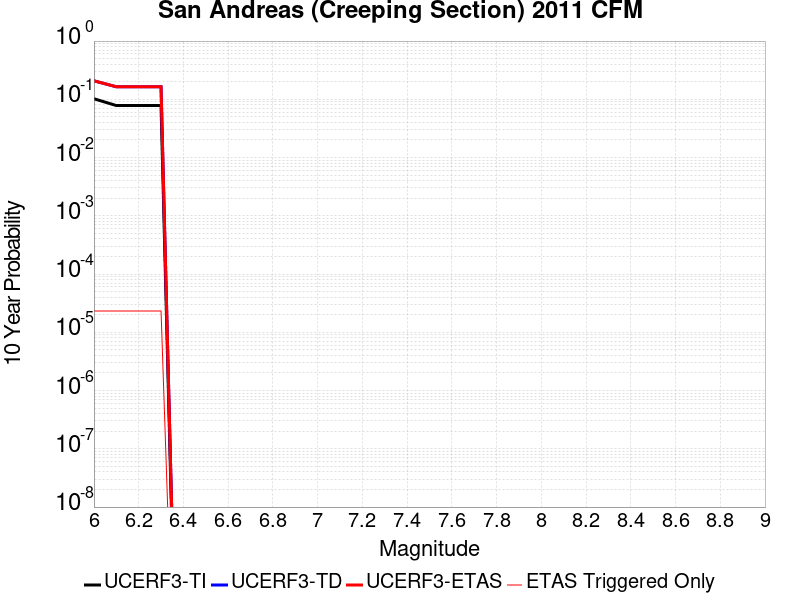 San Andreas (Creeping Section) 2011 CFM
10 Year Probability
10^0
10^-1
10^-2
10^-3
10^-4
10^-5
10^-6
10^-7
10^-8
6 6.2 6.4 6.6 6.8 7 7.2 7.4 7.6 7.8 8 8.2 8.4 8.6 8.8 9
Magnitude
UCERF3-TI UCERF3-TD UCERF3-ETAS ETAS Triggered Only